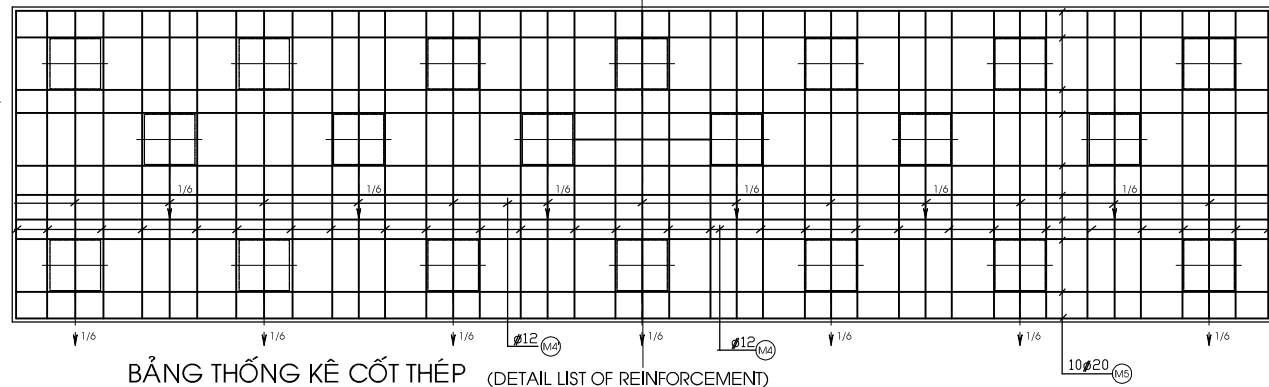 1/6 1/6 1/6 1/6 1/6 1/6
1/6 1/6 1/6 1/6 1/6 1/6 1/6
ø12 M4'
ø12 M4
10ø20 M5
BẢNG THỐNG KÊ CỐT THÉP (DETAIL LIST OF REINFORCEMENT)